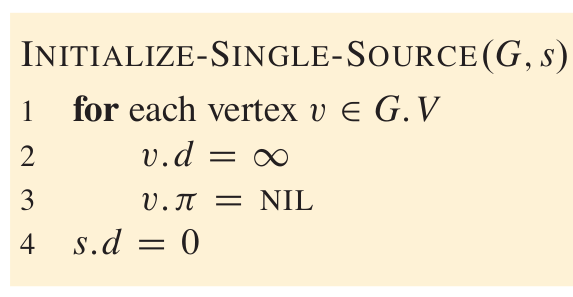 INITIALIZE-SINGLE-SOURCE(G, s)
1 for each vertex v ∈ G.V
2 v.d = ∞
3 v.π = NIL
4 s.d = 0